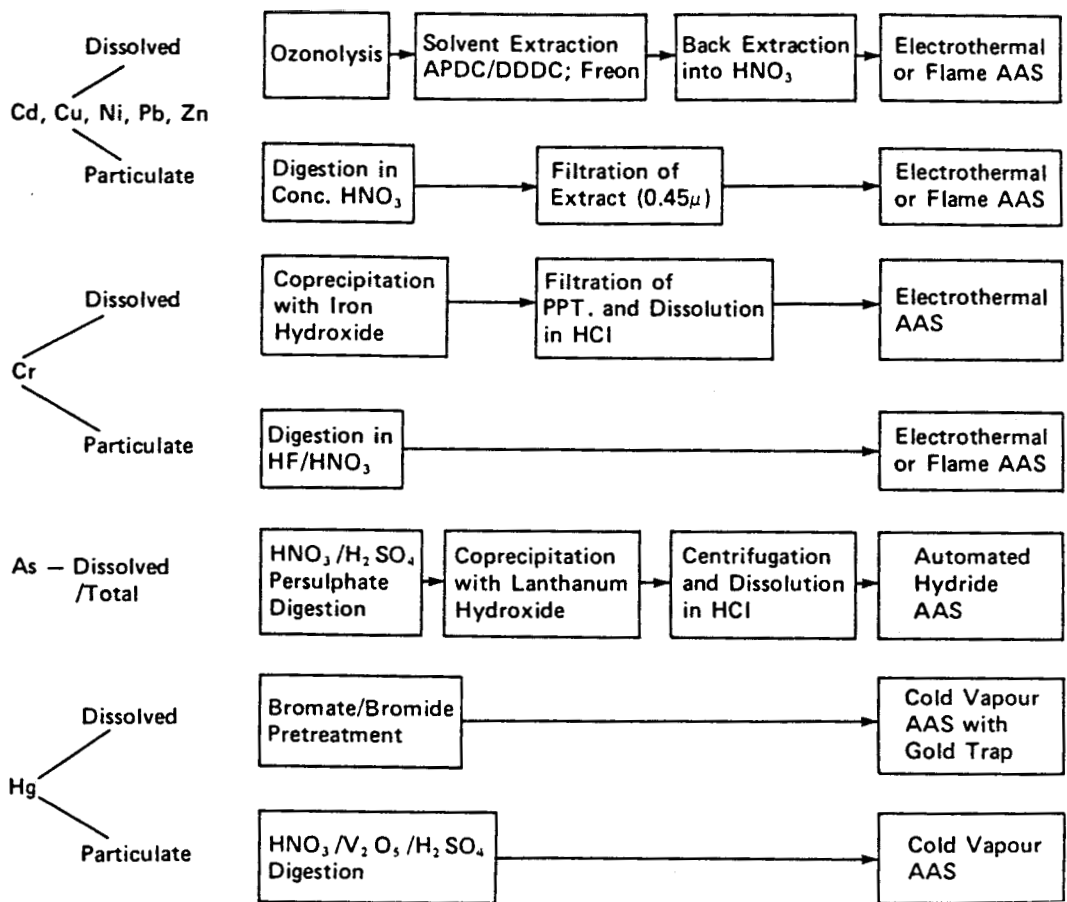 Dissolved
Cd, Cu, Ni, Pb, Zn
Particulate
Ozonolysis
Solvent Extraction
APDC/DDDC; Freon
Back Extraction
into HNO₃
Electrothermal
or Flame AAS
Digestion in
Conc. HNO₃
Filtration of
Extract (0.45μ)
Electrothermal
or Flame AAS
Dissolved
Cr
Particulate
Coprecipitation
with Iron
Hydroxide
Filtration of
PPT. and Dissolution
in HCl
Electrothermal
AAS
Digestion in
HF/HNO₃
Electrothermal
or Flame AAS
As – Dissolved
/Total
HNO₃/H₂SO₄
Persulphate
Digestion
Coprecipitation
with Lanthanum
Hydroxide
Centrifugation
and Dissolution
in HCl
Automated
Hydride
AAS
Dissolved
Hg
Particulate
Bromate/Bromide
Pretreatment
Cold Vapour
AAS with
Gold Trap
HNO₃/V₂O₅/H₂SO₄
Digestion
Cold Vapour
AAS